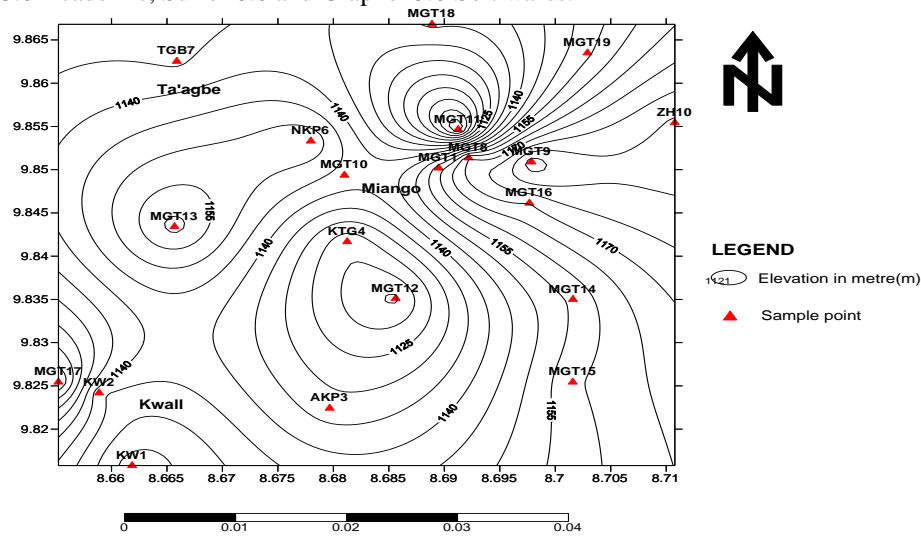 MGT18
9.865
MGT19
TGB7
9.86
Ta'agbe
1140
1140
1140
1125
ZH10
9.855
MGT11
1155
NKP6
MGT8
MGT9
MGT10
MGT1
9.85
Miango
MGT16
9.845
MGT13
1155
KTG4
1140
1140
1155
1170
9.84
LEGEND
1121 Elevation in metre(m)
MGT12
MGT14
9.835
Sample point
9.83
1125
MGT17
1140
MGT15
9.825
KW2
AKP3
Kwall
1140
1155
9.82
KW1
8.66 8.665 8.67 8.675 8.68 8.685 8.69 8.695 8.7 8.705 8.71
0 0.01 0.02 0.03 0.04
N